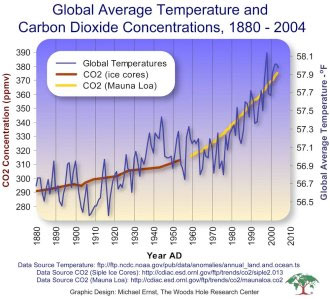 Global Average Temperature and
Carbon Dioxide Concentrations, 1880 - 2004
Global Temperatures
CO2 (ice cores)
CO2 (Mauna Loa)
CO2 Concentration (ppmv)
390
380
370
360
350
340
330
320
310
300
290
280
58.1
57.9
57.7
57.5
57.3
57.1
56.9
56.7
56.5
Global Average Temperature - °F
1880
1890
1900
1910
1920
1930
1940
1950
1960
1970
1980
1990
2000
2010
Year AD
Data Source Temperature: ftp://ftp.ncdc.noaa.gov/pub/data/anomalies/annual_land.and.ocean.ts
Data Source CO2 (Siple Ice Cores): http://cdiac.esd.ornl.gov/ftp/trends/co2/siple2.013
Data Source CO2 (Mauna Loa): http://cdiac.esd.ornl.gov/ftp/trends/co2/maunaloa.co2
Graphic Design: Michael Ernst, The Woods Hole Research Center